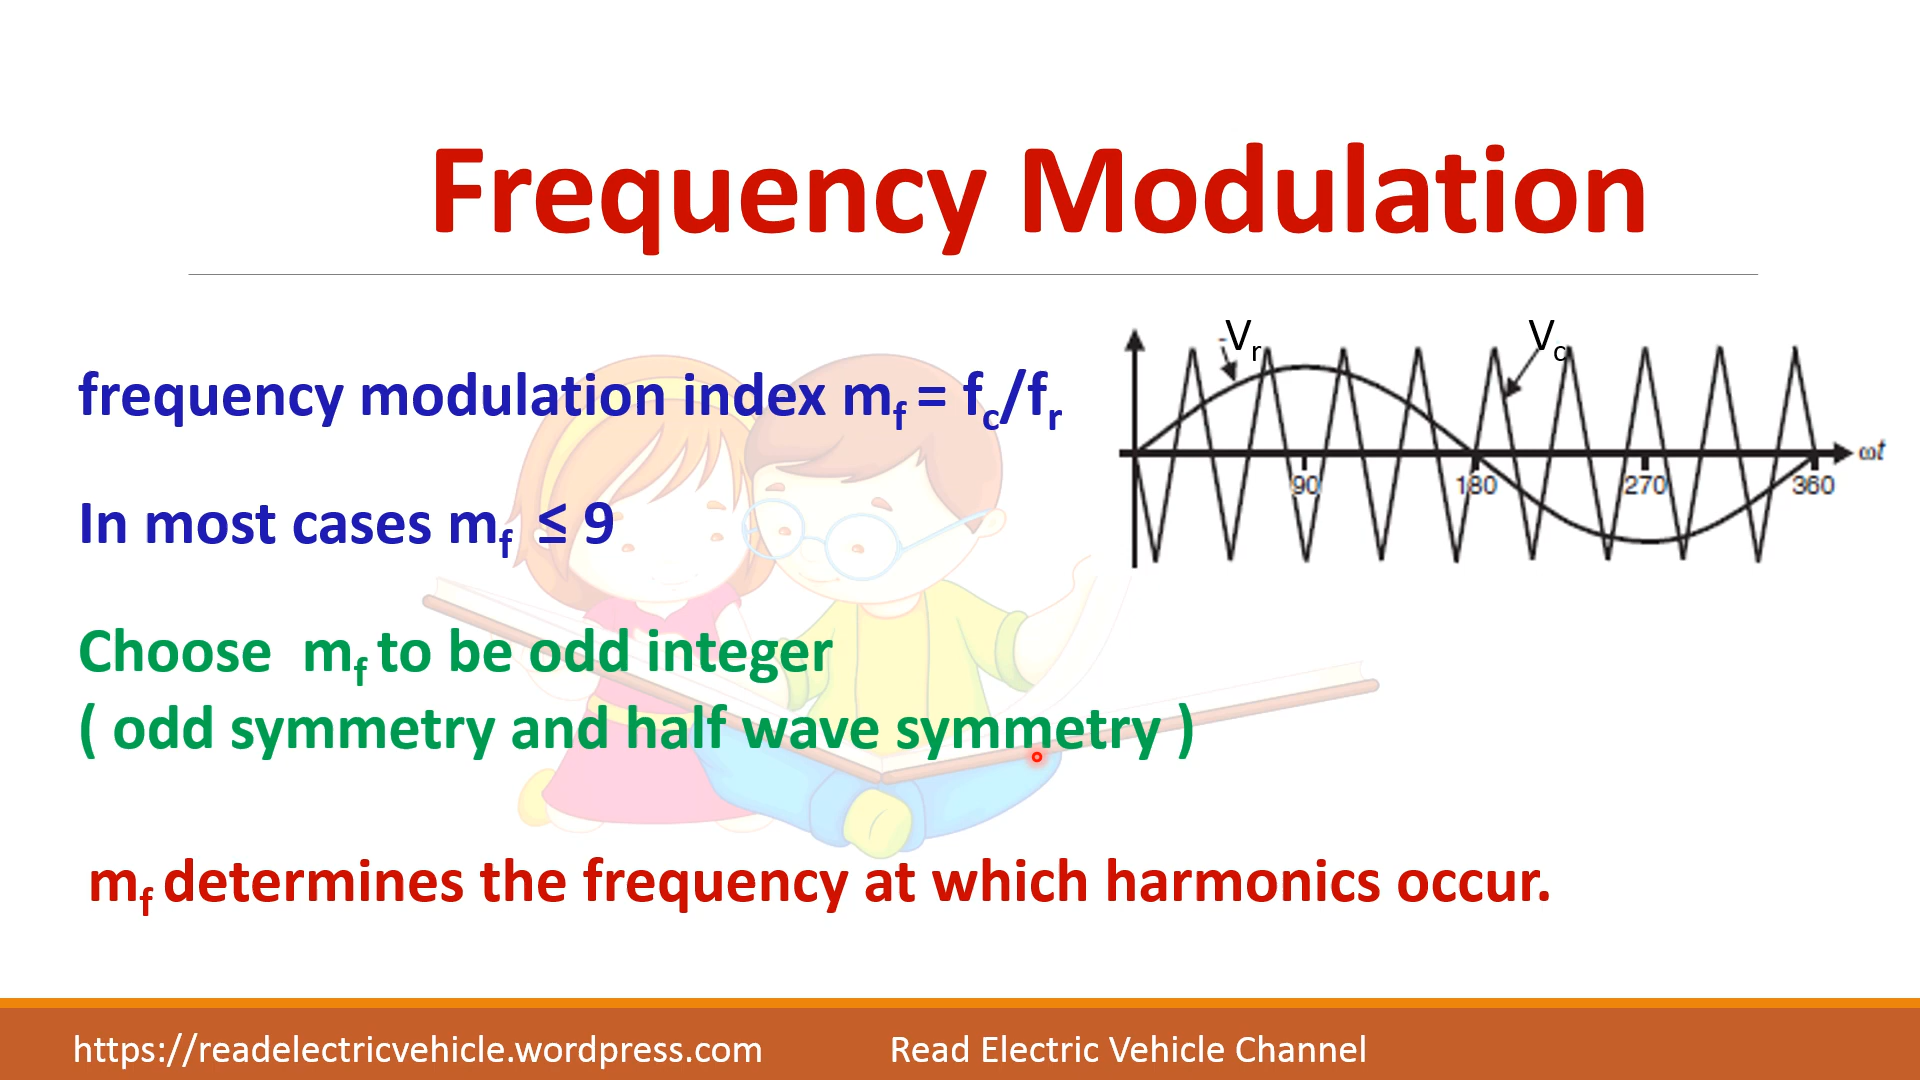 Frequency Modulation
frequency modulation index mf = fc/fr
Vr
Vc
ωt
90
180
270
360
In most cases mf ≤ 9
Choose mf to be odd integer
( odd symmetry and half wave symmetry )
mf determines the frequency at which harmonics occur.
https://readelectricvehicle.wordpress.com
Read Electric Vehicle Channel